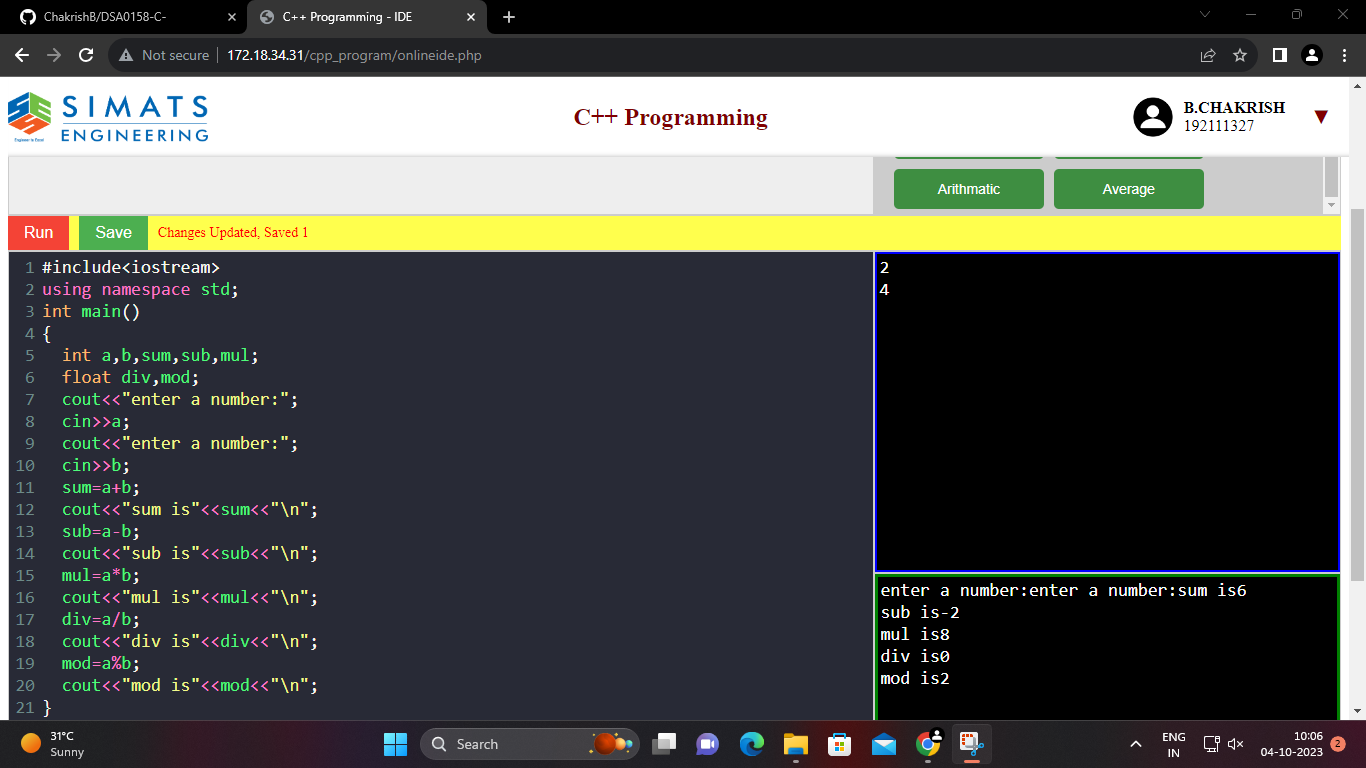 ChakrishB/DSA0158-C-
C++ Programming - IDE
Not secure
172.18.34.31/cpp_program/onlineide.php
SIMATS
ENGINEERING
Engineer to Excel
C++ Programming
B.CHAKRISH
192111327
Arithmatic
Average
Run
Save
Changes Updated, Saved 1
1 #include<iostream>
2 using namespace std;
3 int main()
4 {
5 int a,b,sum,sub,mul;
6 float div,mod;
7 cout<<"enter a number:";
8 cin>>a;
9 cout<<"enter a number:";
10 cin>>b;
11 sum=a+b;
12 cout<<"sum is"<<sum<<"\n";
13 sub=a-b;
14 cout<<"sub is"<<sub<<"\n";
15 mul=a*b;
16 cout<<"mul is"<<mul<<"\n";
17 div=a/b;
18 cout<<"div is"<<div<<"\n";
19 mod=a%b;
20 cout<<"mod is"<<mod<<"\n";
21 }
2
4
enter a number:enter a number:sum is6
sub is-2
mul is8
div is0
mod is2
31°C
Sunny
Search
ENG
IN
10:06
04-10-2023
2